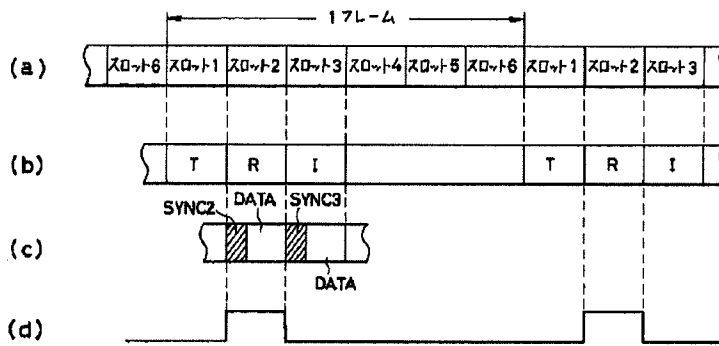 1フレーム
(a) スロット6 スロット1 スロット2 スロット3 スロット4 スロット5 スロット6 スロット1 スロット2 スロット3
(b) T R I T R I
SYNC2 DATA SYNC3
(c)
DATA
(d)